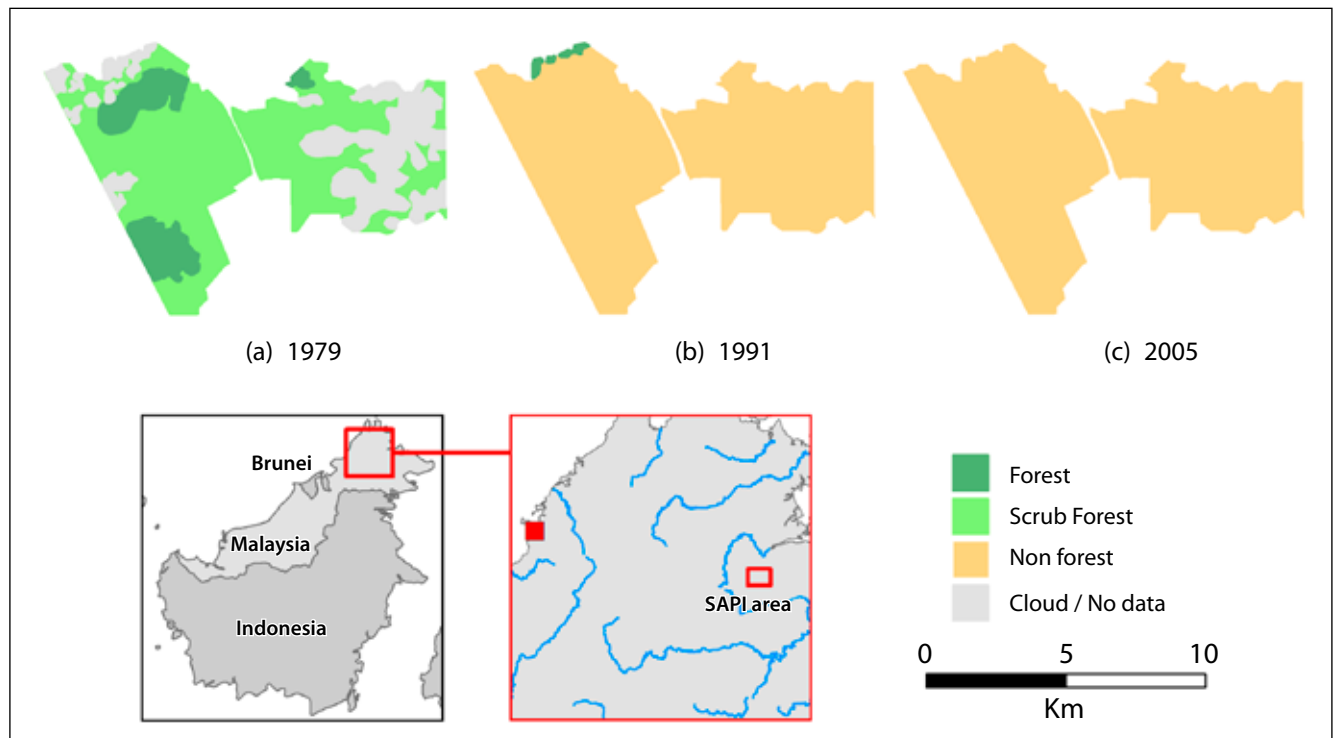 (a) 1979
(b) 1991
(c) 2005
Brunei
Malaysia
Indonesia
SAPI area
Forest
Scrub Forest
Non forest
Cloud / No data
0 5 10
Km